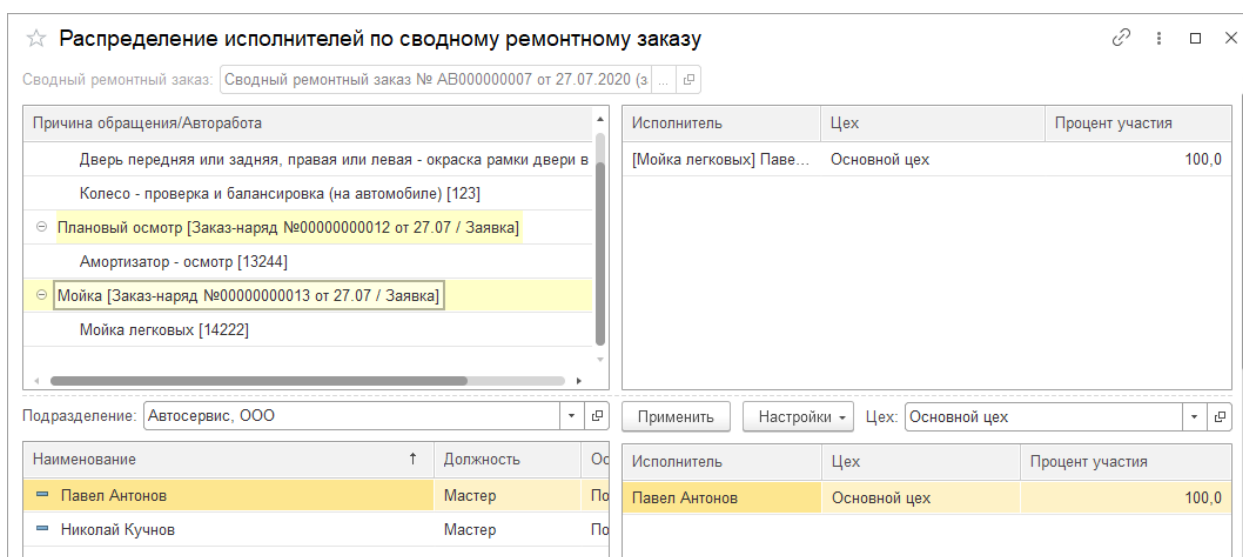 Распределение исполнителей по сводному ремонтному заказу
Сводный ремонтный заказ: Сводный ремонтный заказ № АВ000000007 от 27.07.2020 (з ...
Причина обращения/Авторабота
Дверь передняя или задняя, правая или левая - окраска рамки двери в
Колесо - проверка и балансировка (на автомобиле) [123]
Плановый осмотр [Заказ-наряд №00000000012 от 27.07 / Заявка]
Амортизатор - осмотр [13244]
Мойка [Заказ-наряд №00000000013 от 27.07 / Заявка]
Мойка легковых [14222]
Исполнитель Цех Процент участия
[Мойка легковых] Паве... Основной цех 100,0
Подразделение: Автосервис, ООО
Применить Настройки Цех: Основной цех
Наименование ↑ Должность Ос
Павел Антонов Мастер По
Николай Кучнов Мастер По
Исполнитель Цех Процент участия
Павел Антонов Основной цех 100,0